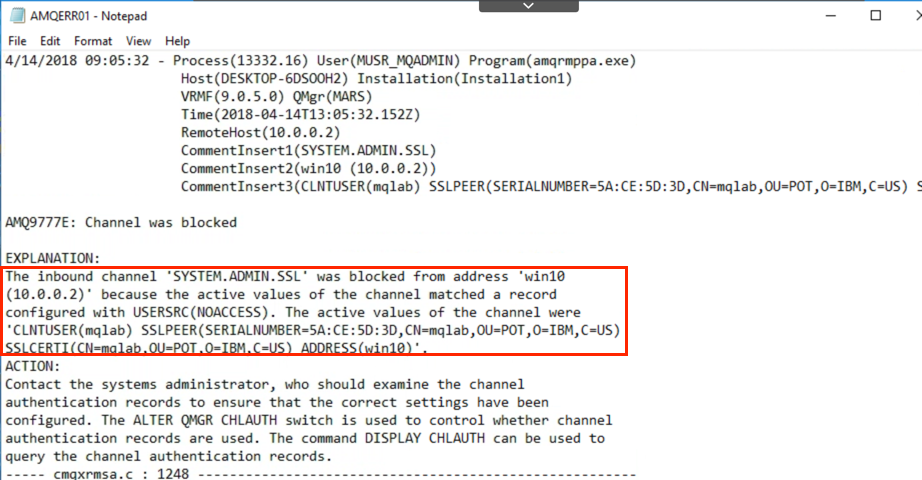 AMQERR01 - Notepad
File Edit Format View Help
4/14/2018 09:05:32 - Process(13332.16) User(MUSR_MQADMIN) Program(amqrmppa.exe)
Host(DESKTOP-6DSOOH2) Installation(Installation1)
VRMF(9.0.5.0) QMgr(MARS)
Time(2018-04-14T13:05:32.152Z)
RemoteHost(10.0.0.2)
CommentInsert1(SYSTEM.ADMIN.SSL)
CommentInsert2(win10 (10.0.0.2))
CommentInsert3(CLNTUSER(mqlab) SSLPEER(SERIALNUMBER=5A:CE:5D:3D,CN=mqlab,OU=POT,O=IBM,C=US) S
AMQ9777E: Channel was blocked
EXPLANATION:
The inbound channel 'SYSTEM.ADMIN.SSL' was blocked from address 'win10
(10.0.0.2)' because the active values of the channel matched a record
configured with USERSRC(NOACCESS). The active values of the channel were
'CLNTUSER(mqlab) SSLPEER(SERIALNUMBER=5A:CE:5D:3D,CN=mqlab,OU=POT,O=IBM,C=US)
SSLCERTI(CN=mqlab,OU=POT,O=IBM,C=US) ADDRESS(win10)'.
ACTION:
Contact the systems administrator, who should examine the channel
authentication records to ensure that the correct settings have been
configured. The ALTER QMGR CHLAUTH switch is used to control whether channel
authentication records are used. The command DISPLAY CHLAUTH can be used to
query the channel authentication records.
----- cmqxrmsa.c : 1248 -------------------------------------------------------